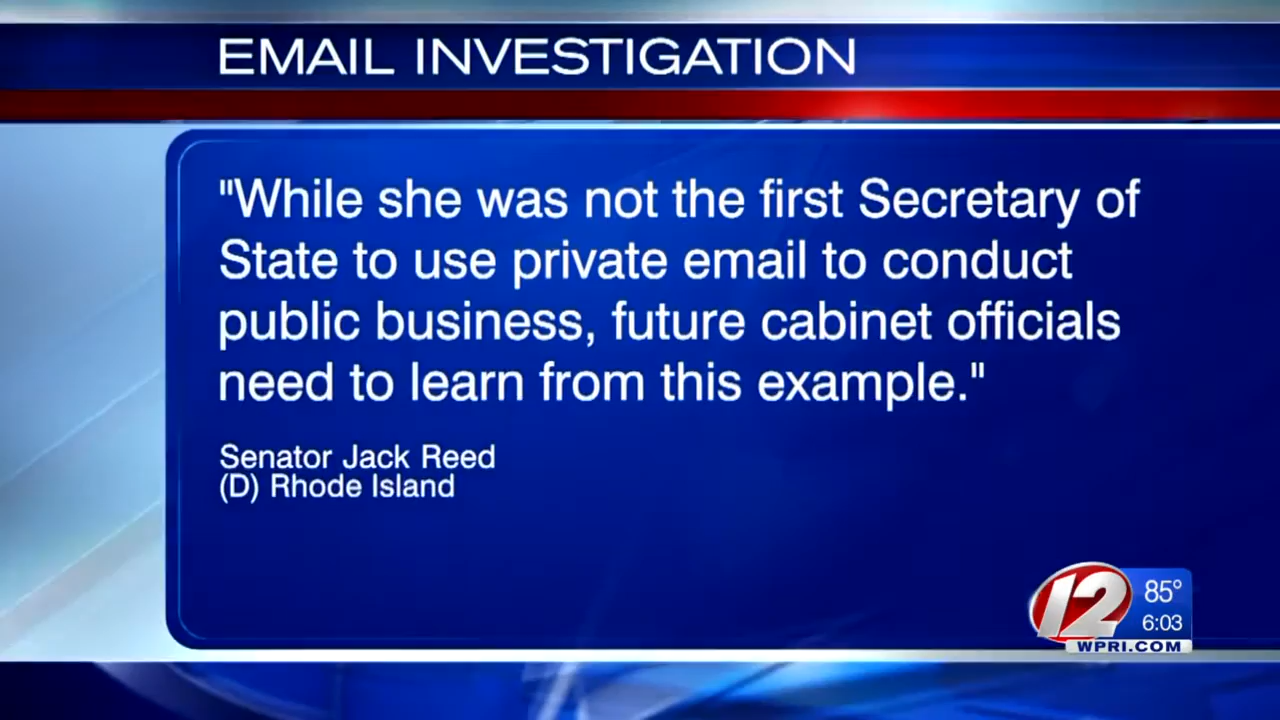 EMAIL INVESTIGATION
"While she was not the first Secretary of
State to use private email to conduct
public business, future cabinet officials
need to learn from this example."
Senator Jack Reed
(D) Rhode Island
12
85°
6:03
WPRI.COM